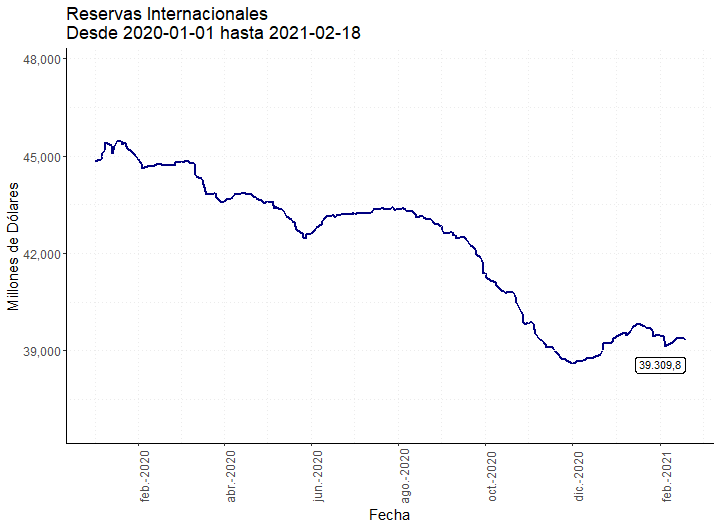 Reservas Internacionales
Desde 2020-01-01 hasta 2021-02-18
48,000
45,000
42,000
39,000
Millones de Dólares
39.309,8
feb.-2020
abr.-2020
jun.-2020
ago.-2020
oct.-2020
dic.-2020
feb.-2021
Fecha